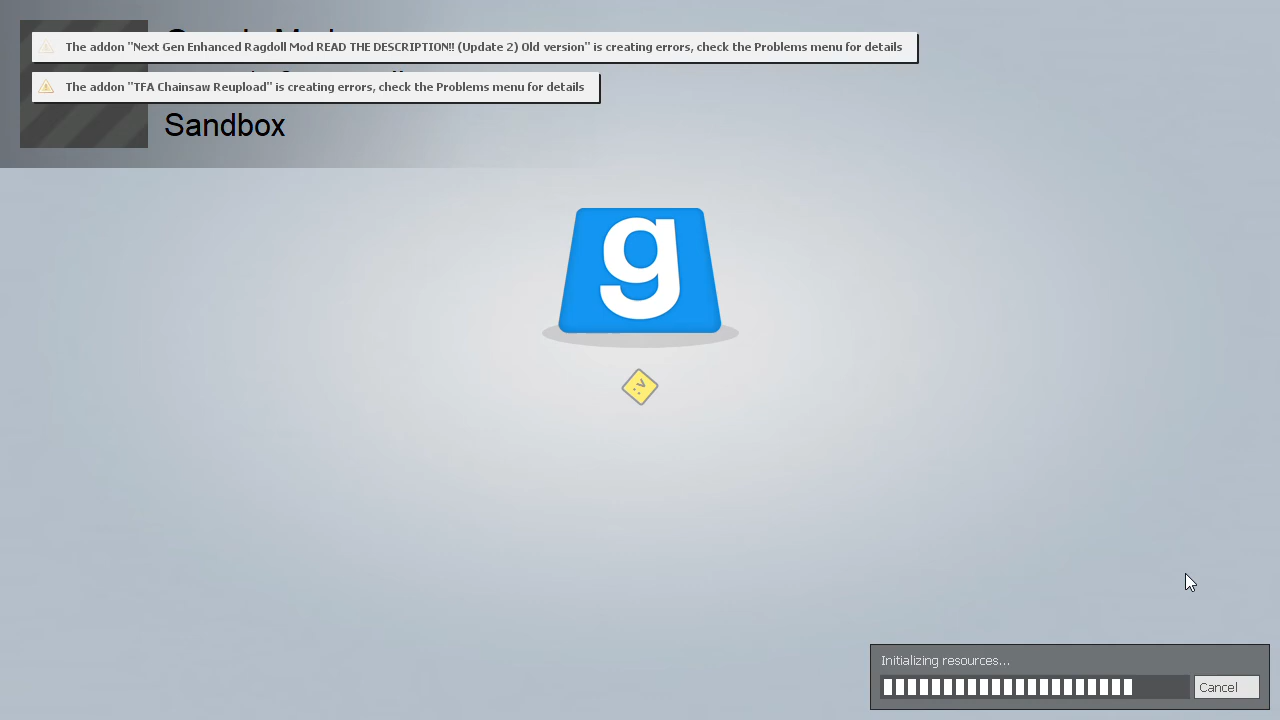 The addon "Next Gen Enhanced Ragdoll Mod READ THE DESCRIPTION!! (Update 2) Old version" is creating errors, check the Problems menu for details
The addon "TFA Chainsaw Reupload" is creating errors, check the Problems menu for details
Sandbox
g
:v
Initializing resources...
Cancel